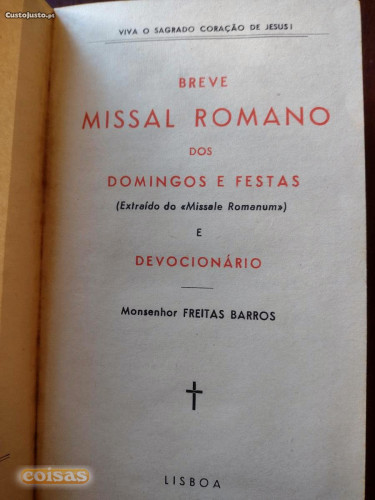 CustoJusto.pt
VIVA O SAGRADO CORAÇÃO DE JESUS!
BREVE
MISSAL ROMANO
DOS
DOMINGOS E FESTAS
(Extraído do «Missale Romanum»)
E
DEVOCIONÁRIO
Monsenhor FREITAS BARROS
LISBOA
coisas